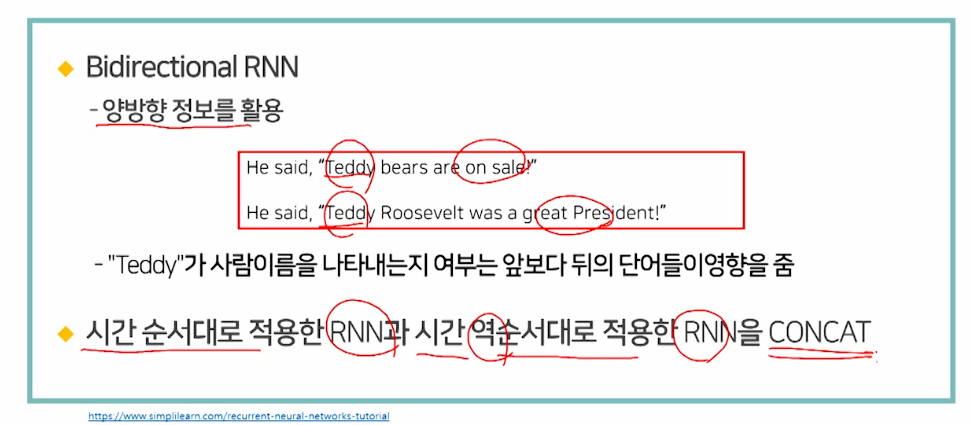 ◆ Bidirectional RNN
- 양방향 정보를 활용
He said, “Teddy bears are on sale!”
He said, “Teddy Roosevelt was a great President!”
- "Teddy"가 사람이름을 나타내는지 여부는 앞보다 뒤의 단어들이영향을 줌
◆ 시간 순서대로 적용한 RNN과 시간 역순서대로 적용한 RNN을 CONCAT
https://www.simplilearn.com/recurrent-neural-networks-tutorial